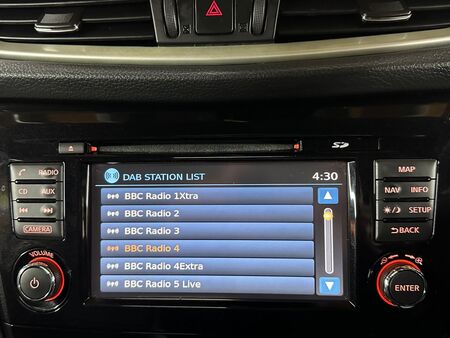 SD
RADIO
CD AUX
CAMERA
VOLUME
DAB STATION LIST 4:30
BBC Radio 1Xtra
BBC Radio 2
BBC Radio 3
BBC Radio 4
BBC Radio 4Extra
BBC Radio 5 Live
MAP
NAV INFO
SETUP
BACK
ENTER